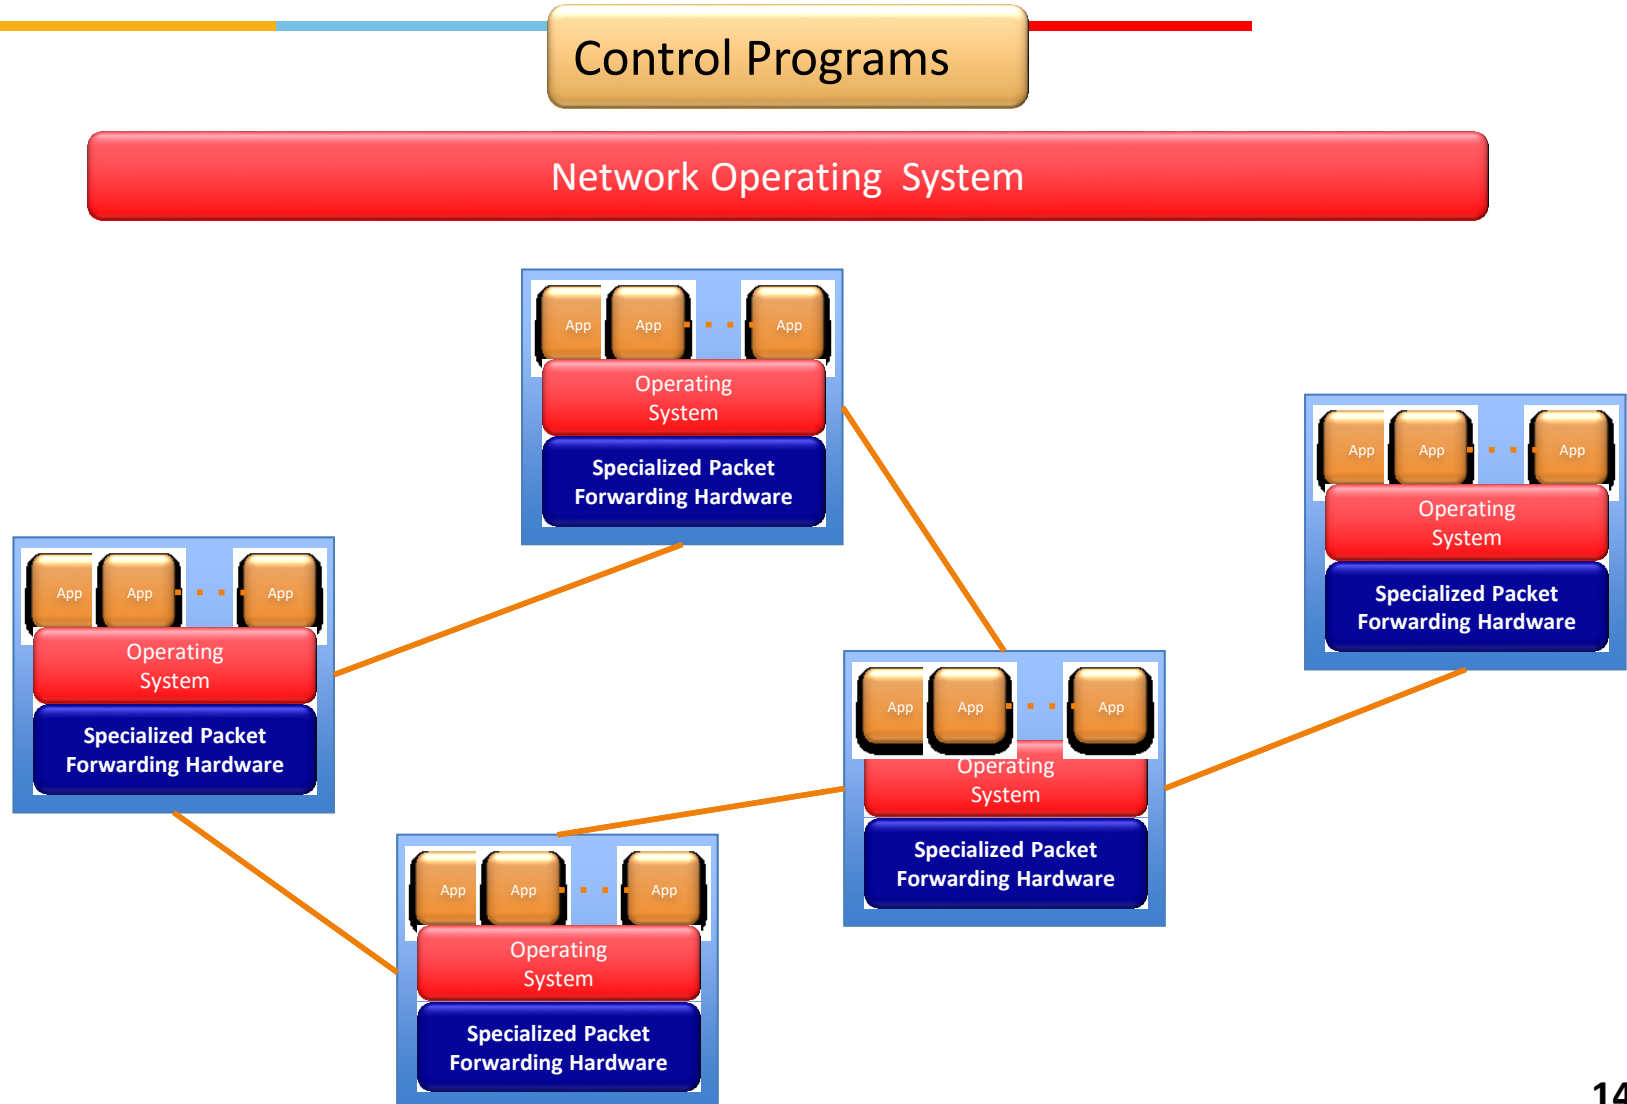 Control Programs
Network Operating System
App App App
Operating
System
Specialized Packet
Forwarding Hardware
App App App
Operating
System
Specialized Packet
Forwarding Hardware
App App App
Operating
System
Specialized Packet
Forwarding Hardware
App App App
Operating
System
Specialized Packet
Forwarding Hardware
App App App
Operating
System
Specialized Packet
Forwarding Hardware
14